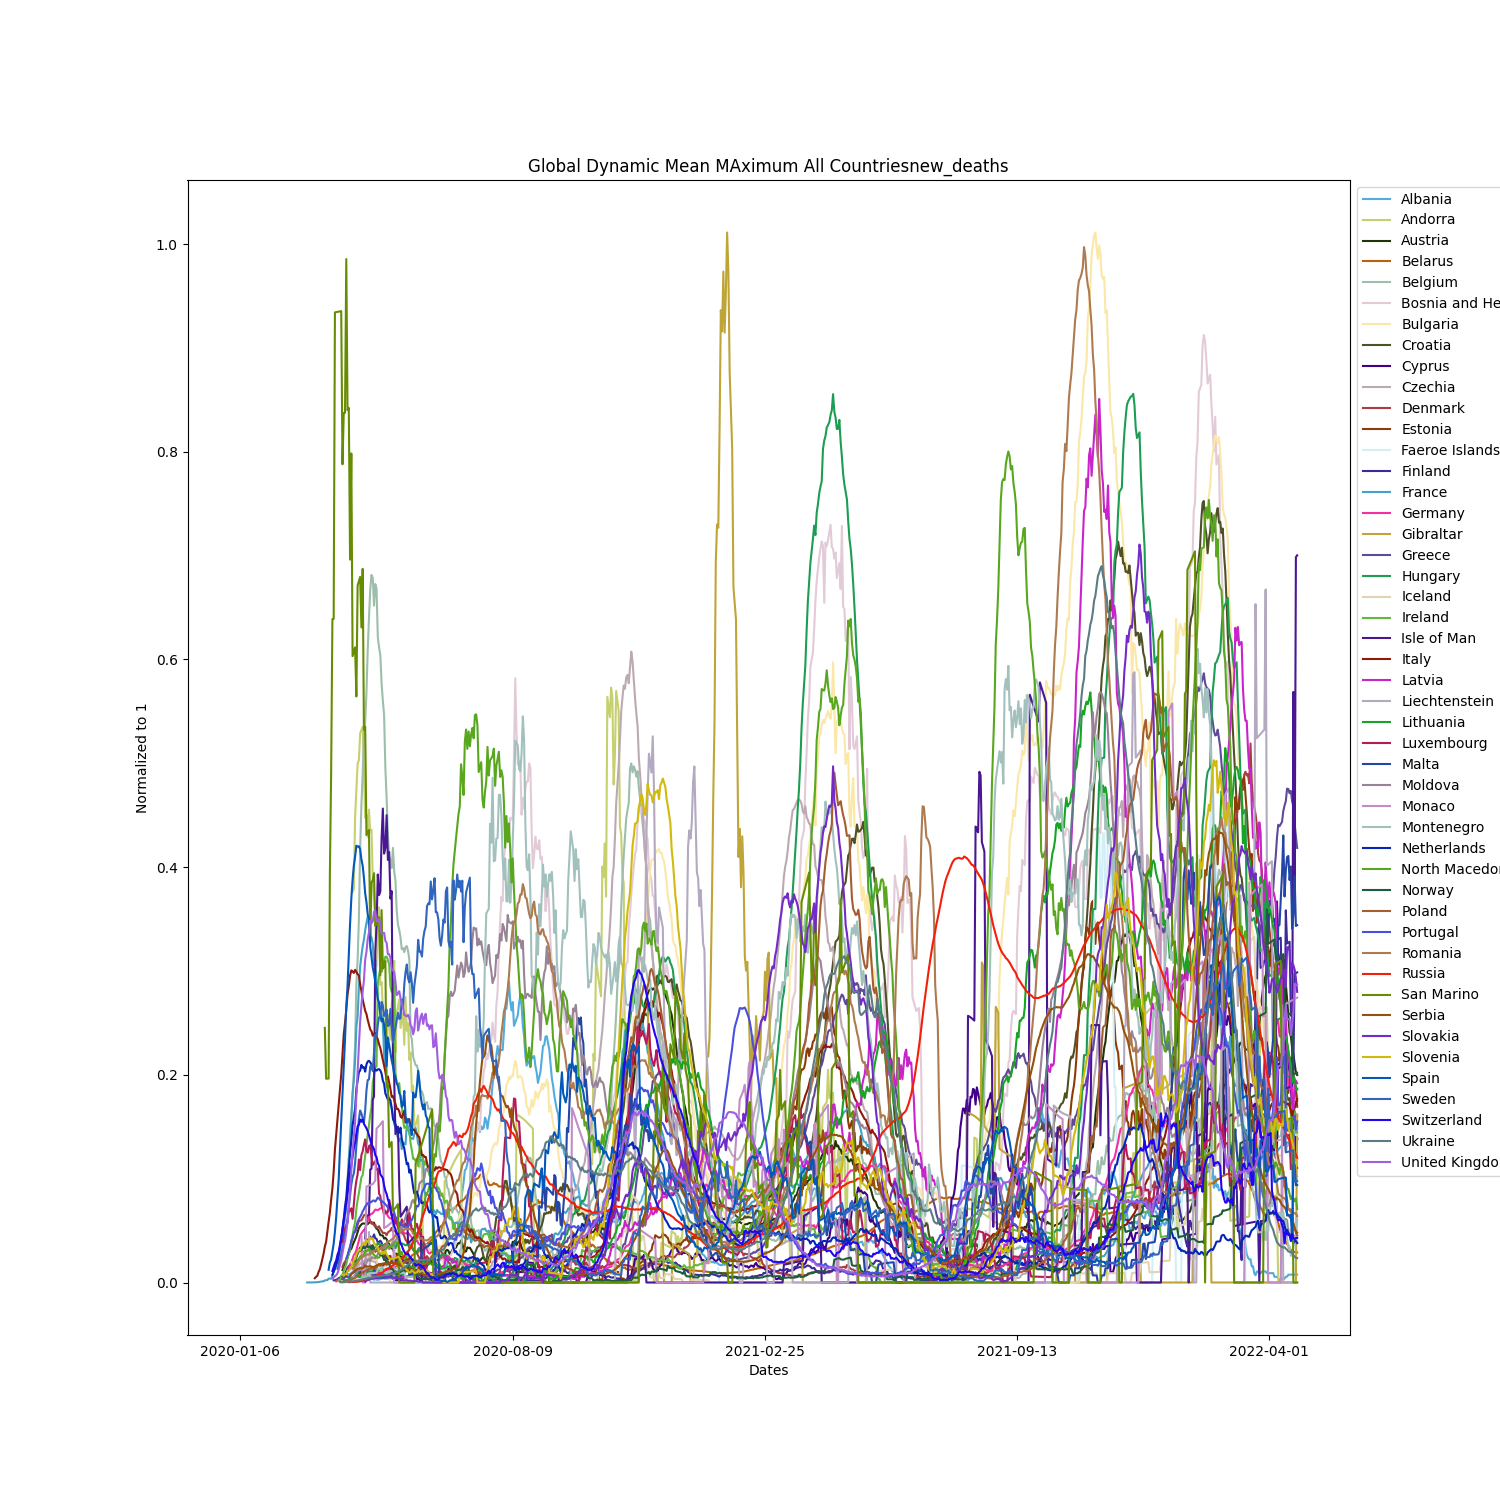 Global Dynamic Mean MAximum All Countriesnew_deaths
1.0
0.8
0.6
0.4
0.2
0.0
Normalized to 1
2020-01-06
2020-08-09
2021-02-25
2021-09-13
2022-04-01
Dates
Albania
Andorra
Austria
Belarus
Belgium
Bosnia and He
Bulgaria
Croatia
Cyprus
Czechia
Denmark
Estonia
Faeroe Islands
Finland
France
Germany
Gibraltar
Greece
Hungary
Iceland
Ireland
Isle of Man
Italy
Latvia
Liechtenstein
Lithuania
Luxembourg
Malta
Moldova
Monaco
Montenegro
Netherlands
North Macedo
Norway
Poland
Portugal
Romania
Russia
San Marino
Serbia
Slovakia
Slovenia
Spain
Sweden
Switzerland
Ukraine
United Kingdo